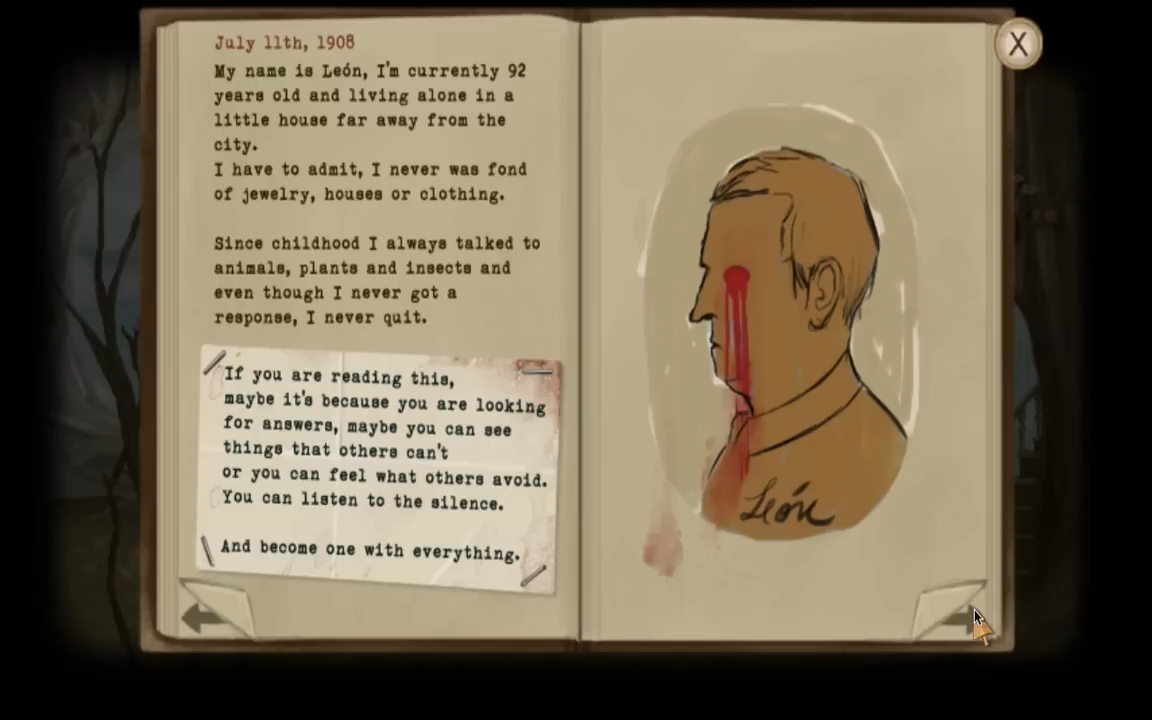 July 11th, 1908
My name is León, I'm currently 92
years old and living alone in a
little house far away from the
city.
I have to admit, I never was fond
of jewelry, houses or clothing.
Since childhood I always talked to
animals, plants and insects and
even though I never got a
response, I never quit.
If you are reading this,
maybe it's because you are looking
for answers, maybe you can see
things that others can't
or you can feel what others avoid.
You can listen to the silence.
And become one with everything.
León
X